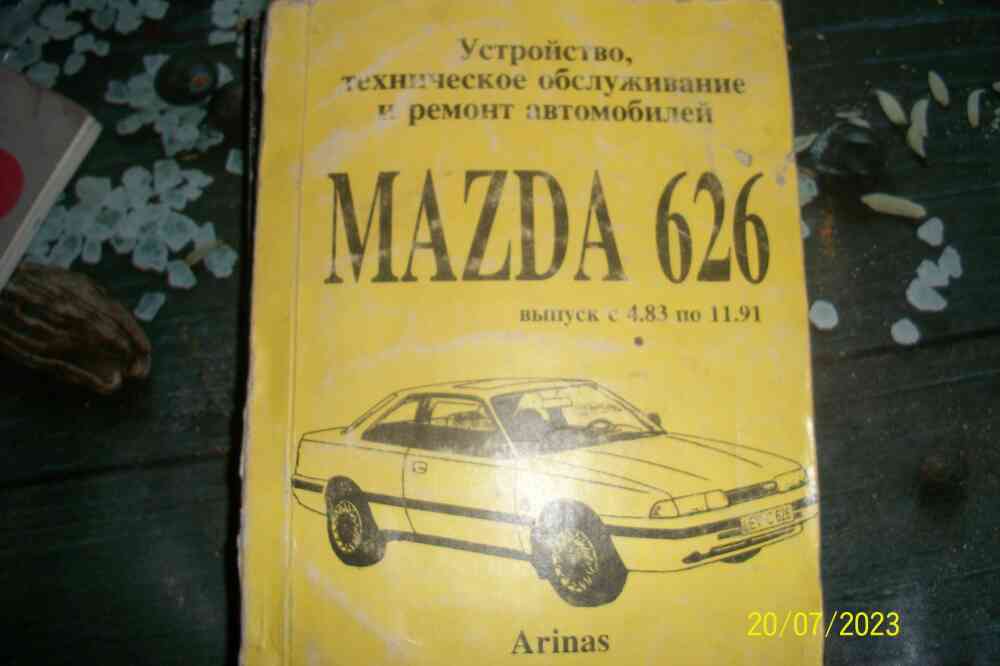 Устройство,
техническое обслуживание
и ремонт автомобилей
MAZDA 626
выпуск с 4.83 по 11.91
Arinas
20/07/2023